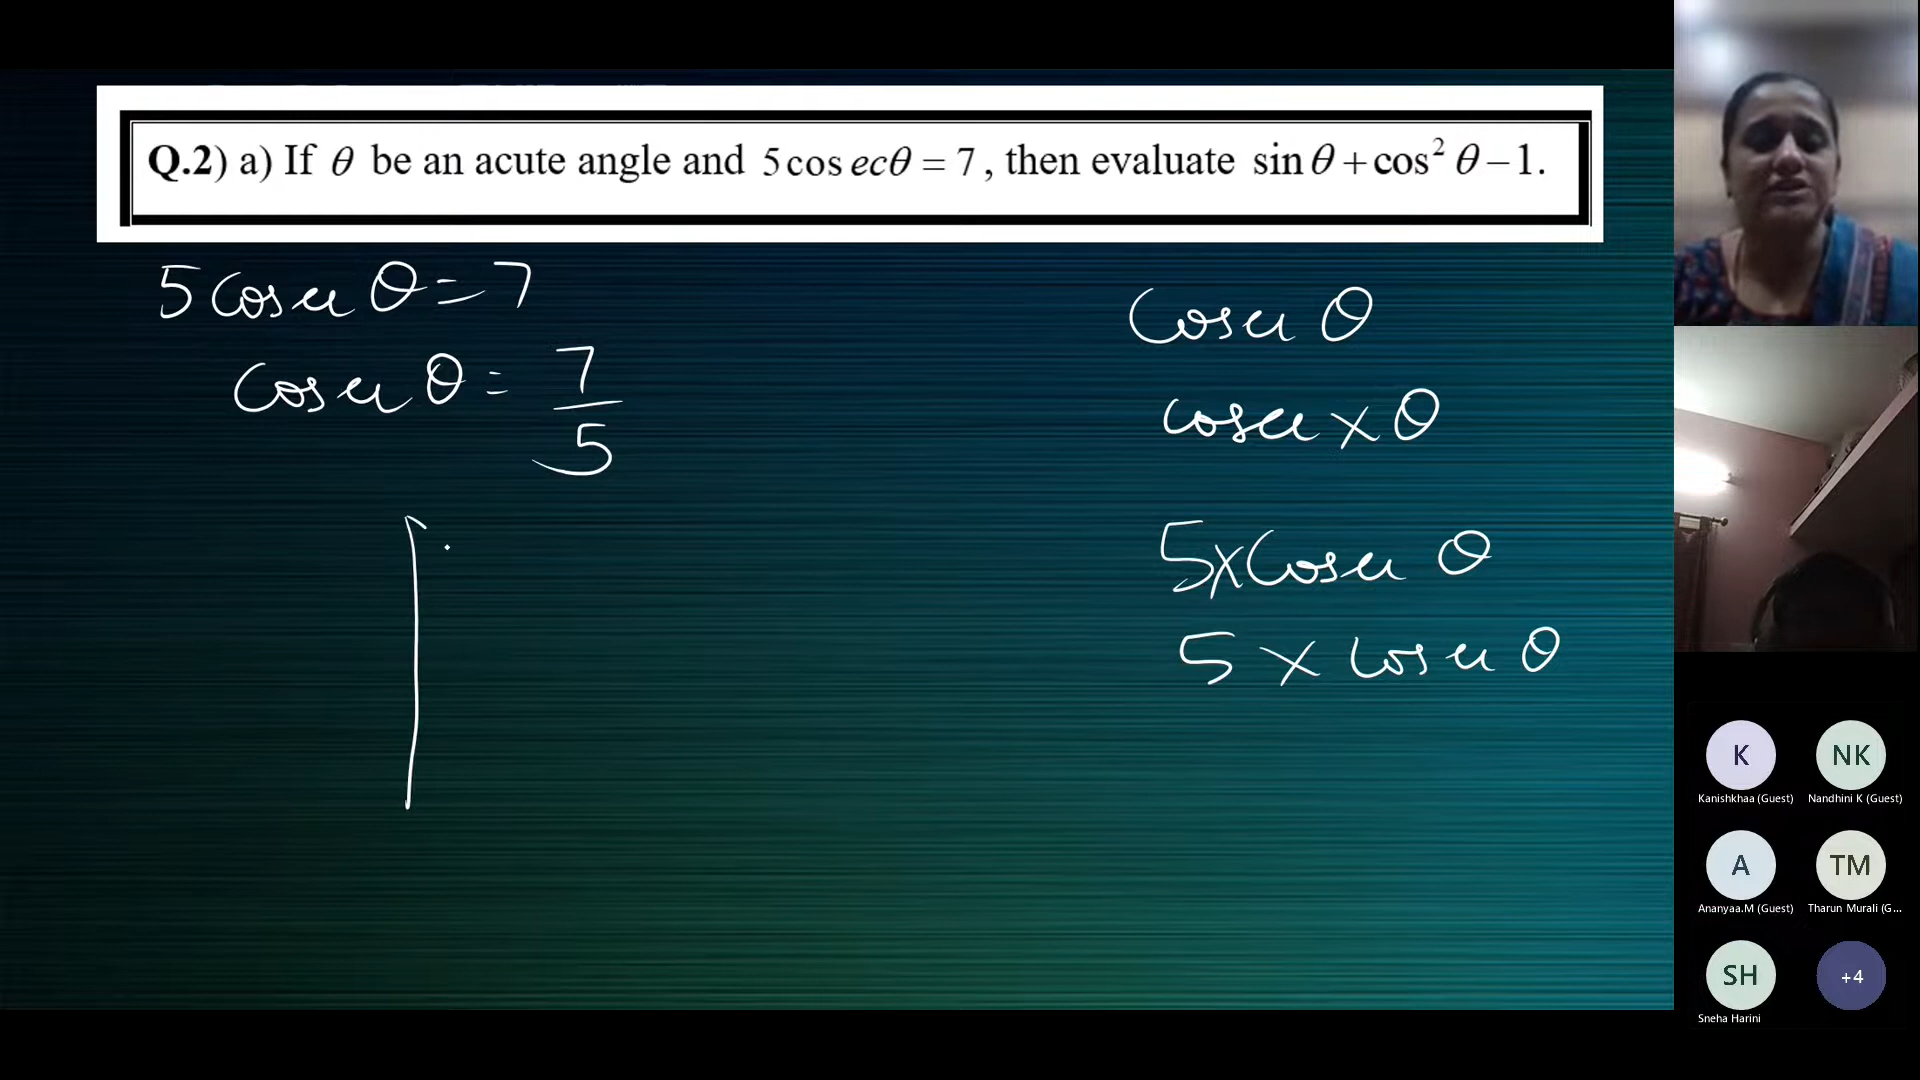 Q.2) a) If θ be an acute angle and 5 cos ecθ = 7, then evaluate sin θ + cos² θ − 1.
5 cosec θ = 7
cosec θ = 7/5
cosec θ
cosec × θ
5 × cosec θ
5 × cosec θ
K
NK
Kanishkhaa (Guest)
Nandhini K (Guest)
A
TM
Ananyaa.M (Guest)
Tharun Murali (G...
SH
+4
Sneha Harini